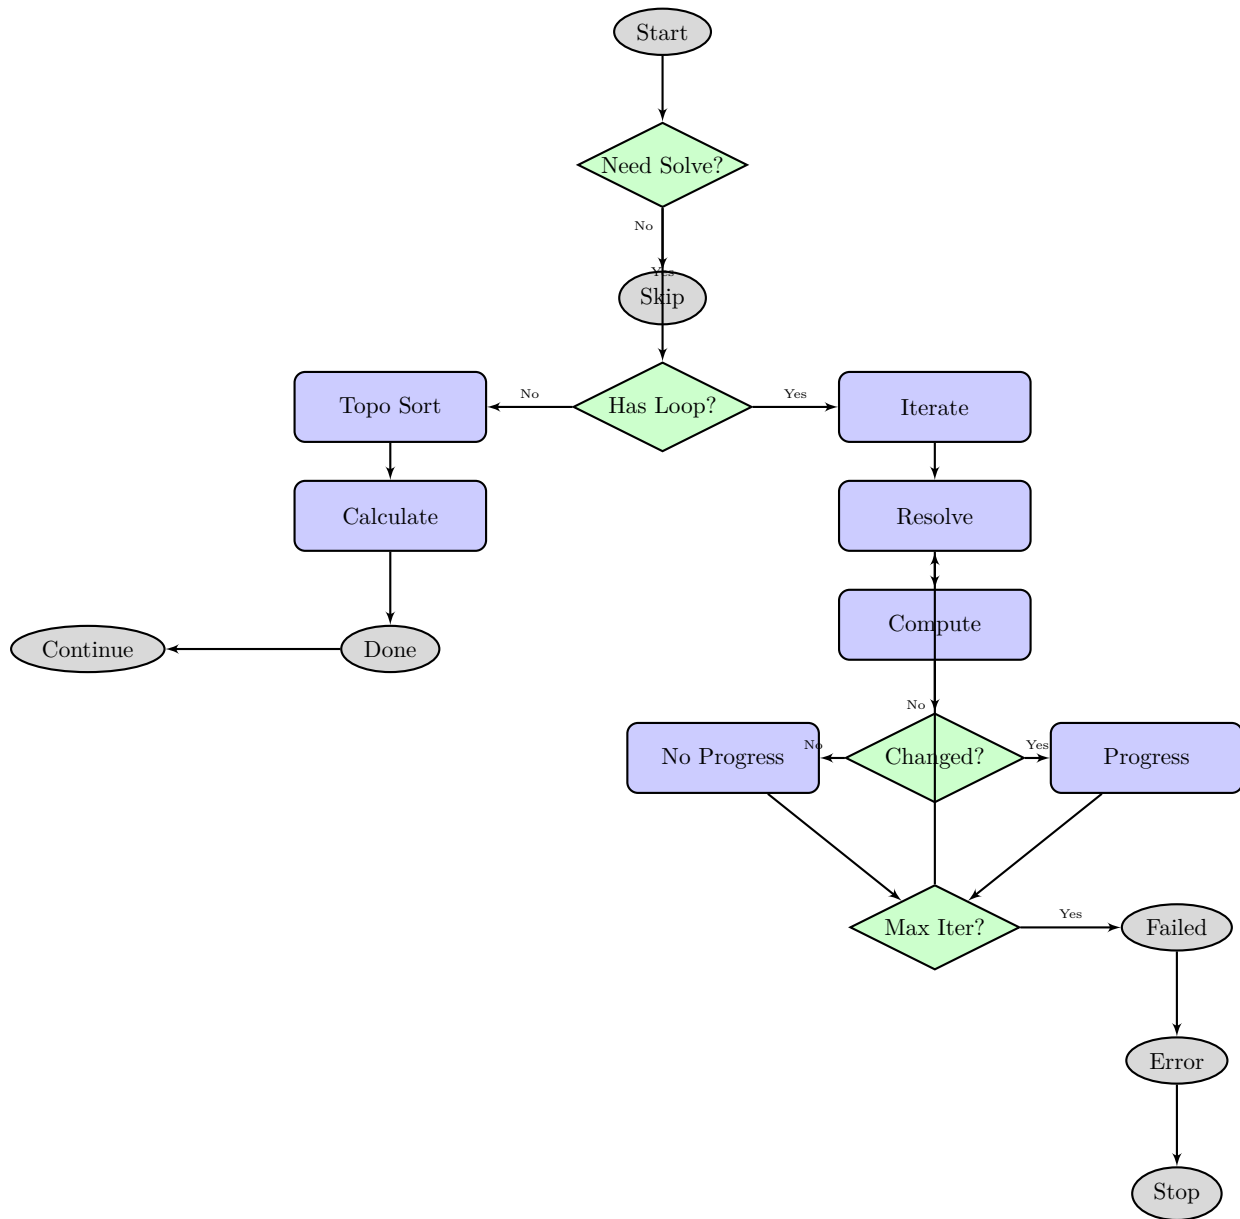 Start
Need Solve?
No
Yes
Skip
Topo Sort
No
Has Loop?
Yes
Iterate
Calculate
Resolve
Compute
Continue
Done
No
No Progress
No
Changed?
Yes
Progress
Max Iter?
Yes
Failed
Error
Stop